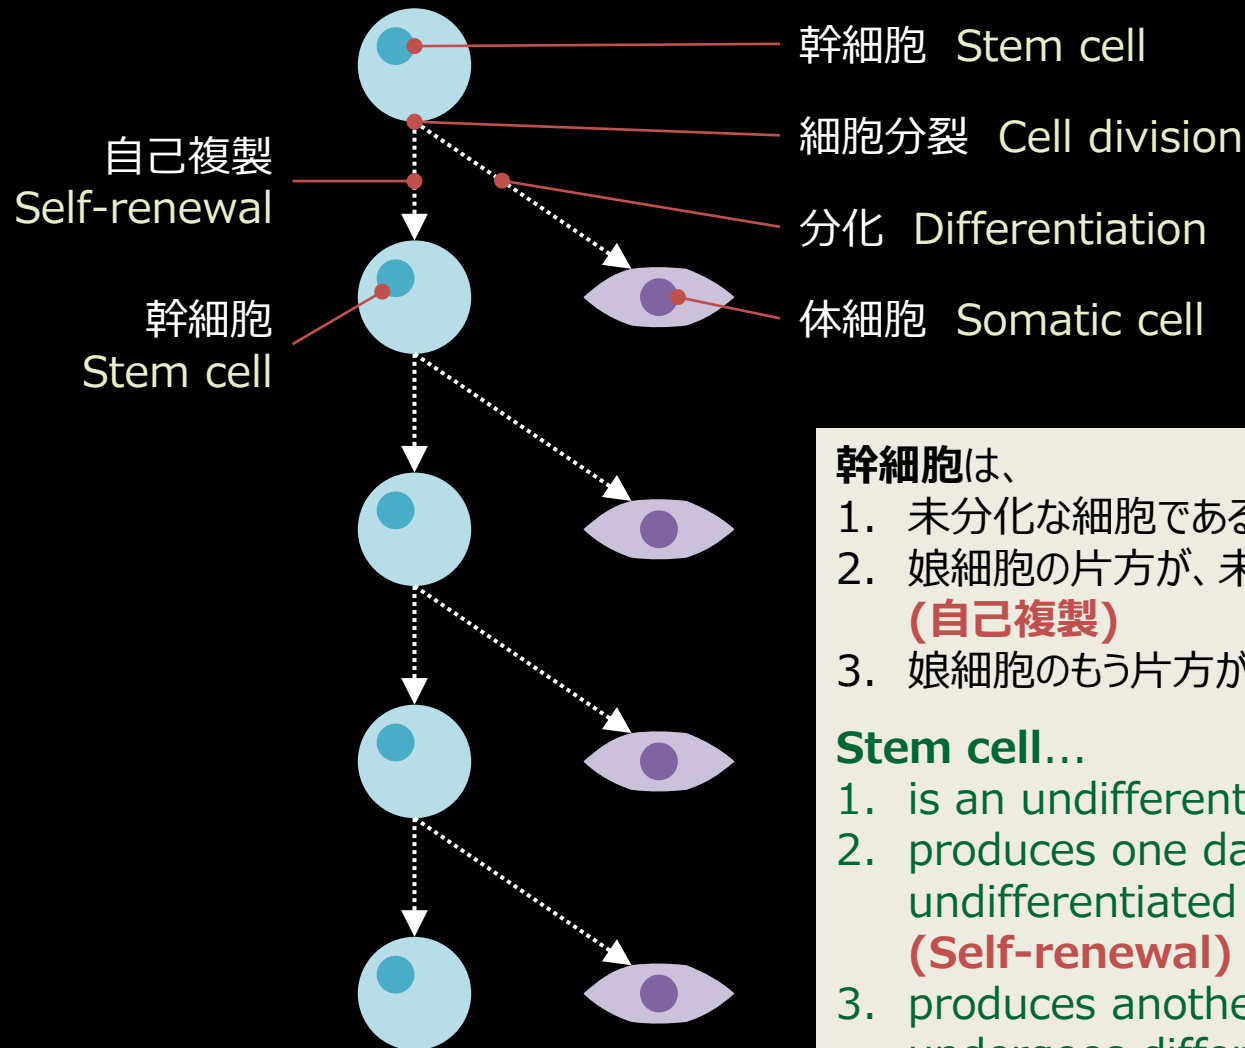 幹細胞 Stem cell
細胞分裂 Cell division
自己複製
Self-renewal
分化 Differentiation
体細胞 Somatic cell
幹細胞
Stem cell
幹細胞は、
1. 未分化な細胞である
2. 娘細胞の片方が、未
(自己複製)
3. 娘細胞のもう片方が
Stem cell...
1. is an
2. produces one
undifferentiated
(Self-renewal)
3. produces
undergoes